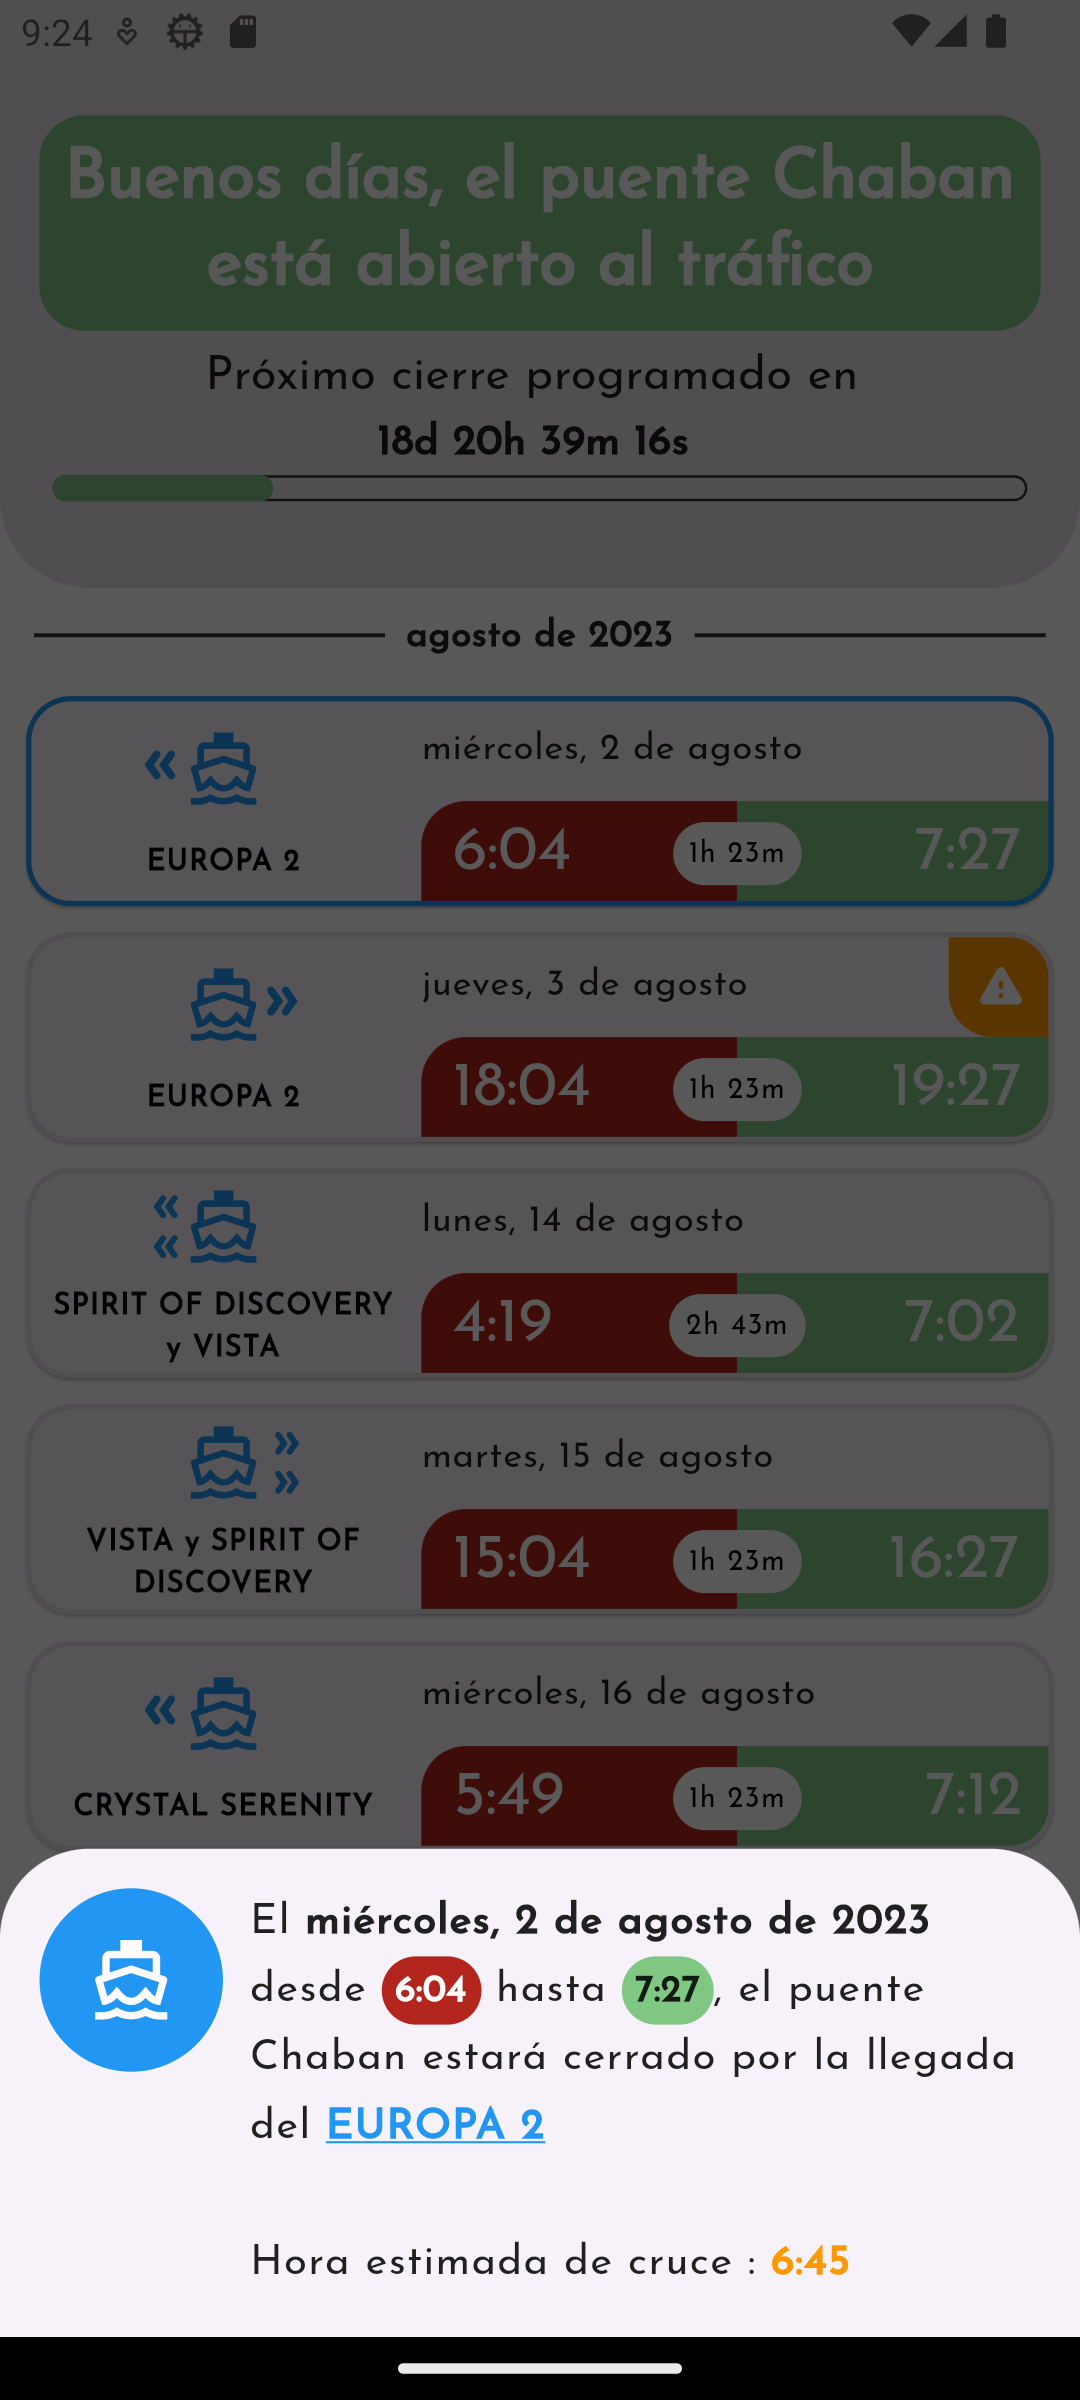 9:24
Buenos días, el puente Chaban
está abierto al tráfico
Próximo cierre programado en
18d 20h 39m 16s
agosto de 2023
miércoles, 2 de agosto
EUROPA 2
6:04 1h 23m 7:27
jueves, 3 de agosto
EUROPA 2
18:04 1h 23m 19:27
lunes, 14 de agosto
SPIRIT OF DISCOVERY
y VISTA
4:19 2h 43m 7:02
martes, 15 de agosto
VISTA y SPIRIT OF
DISCOVERY
15:04 1h 23m 16:27
miércoles, 16 de agosto
CRYSTAL SERENITY
5:49 1h 23m 7:12
El miércoles, 2 de agosto de 2023
desde 6:04 hasta 7:27, el puente
Chaban estará cerrado por la llegada
del EUROPA 2
Hora estimada de cruce : 6:45